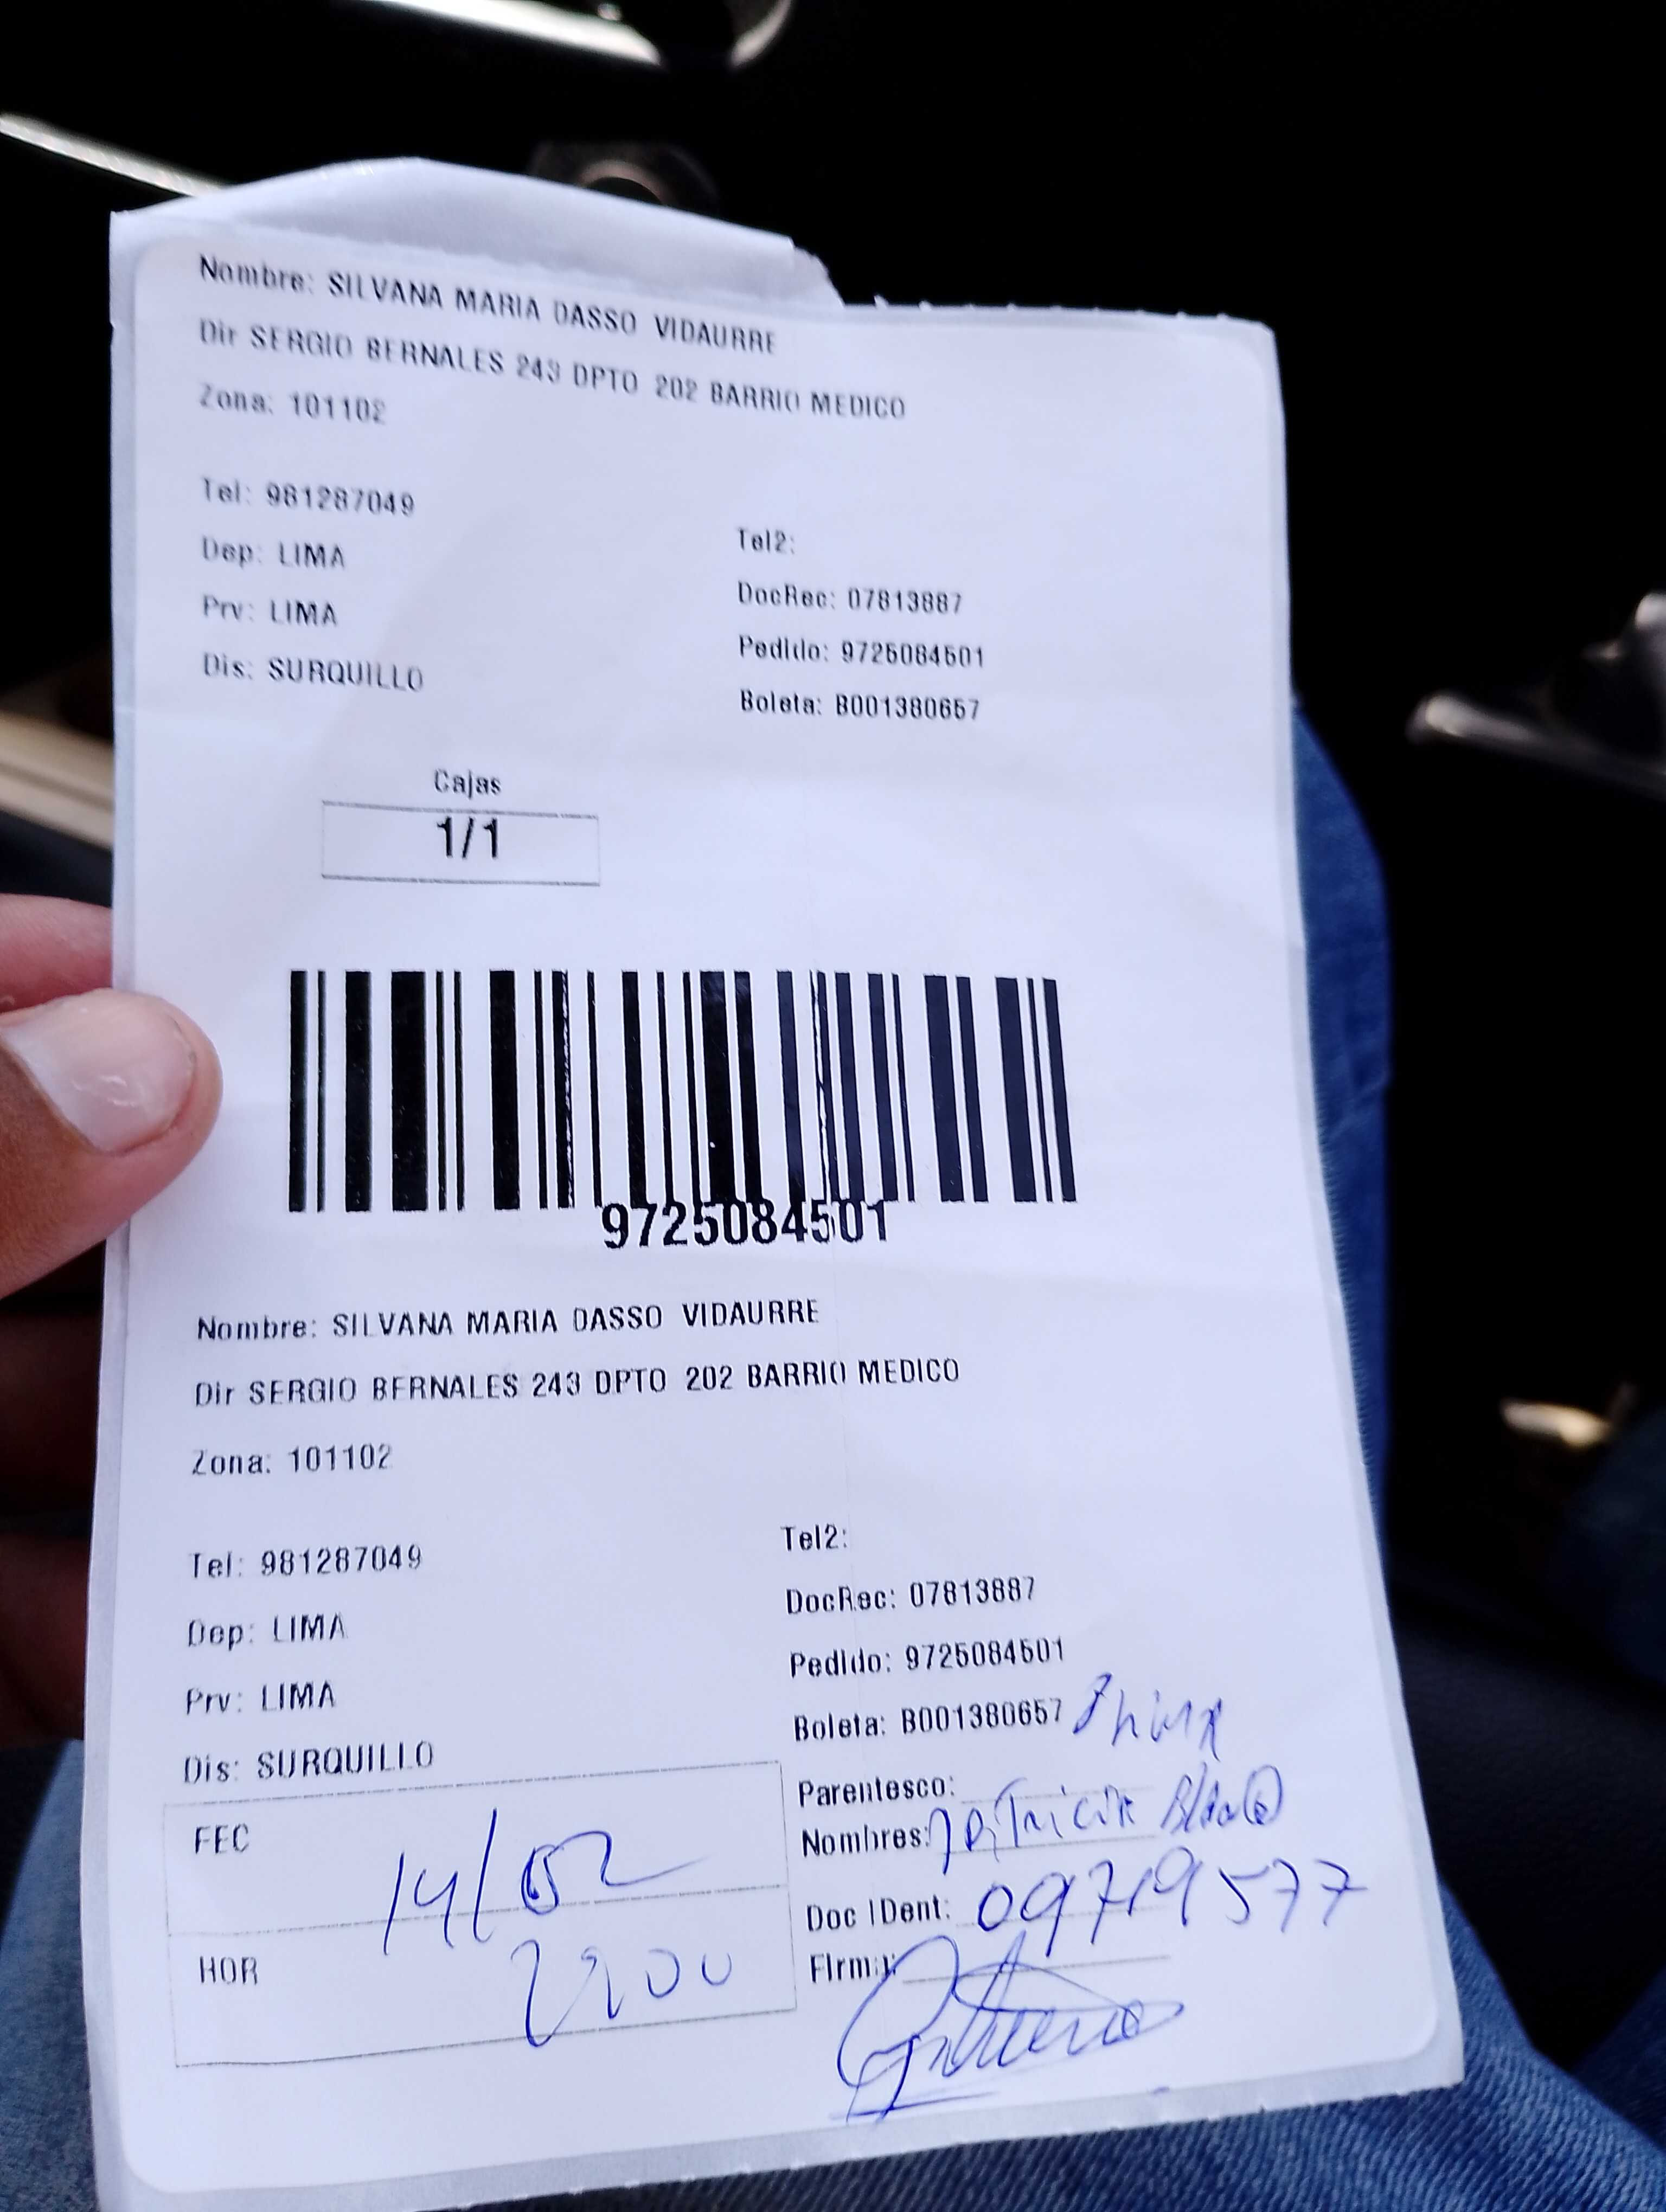 Nombre: SILVANA MARIA DASSO VIDAURRE
Dir SERGIO BERNALES 243 DPTO 202 BARRIO MEDICO
Zona: 101102
Tel: 981287049
Tel2:
Dep: LIMA
DocRec: 07813887
Prv: LIMA
Pedido: 9725084501
Dis: SURQUILLO
Boleta: B001380657
Cajas
1/1
9725084501
Nombre: SILVANA MARIA DASSO VIDAURRE
Dir SERGIO BERNALES 243 DPTO 202 BARRIO MEDICO
Zona: 101102
Tel: 981287049
Tel2:
Dep: LIMA
DocRec: 07813887
Prv: LIMA
Pedido: 9725084501
Dis: SURQUILLO
Boleta: B001380657
Parentesco:
FEC 14/02
Nombres: Patricia
Doc IDent: 09719577
HOR
Firma: